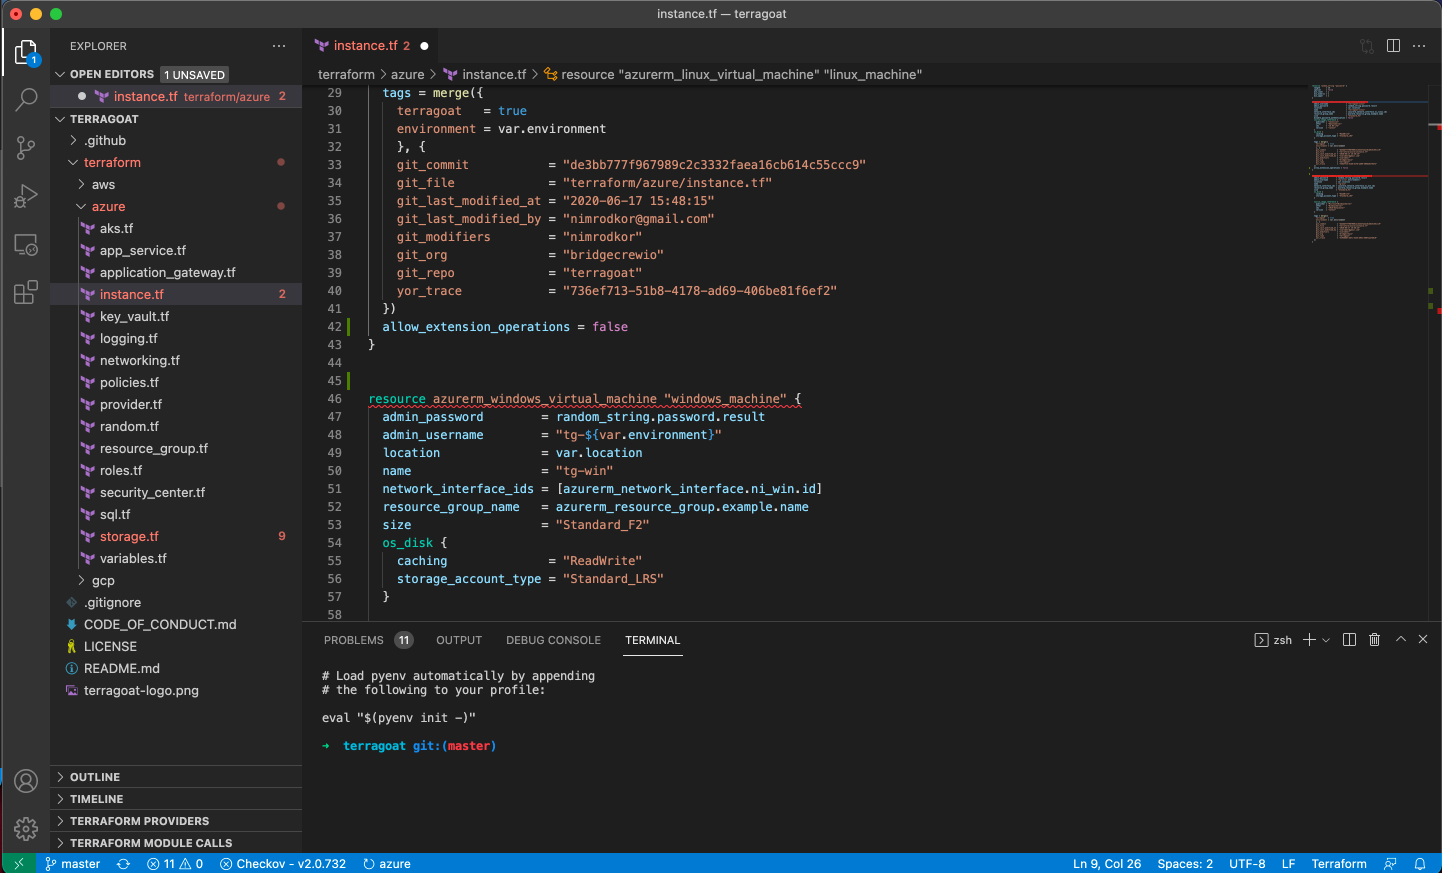 instance.tf — terragoat
EXPLORER
instance.tf 2
OPEN EDITORS 1 UNSAVED
instance.tf terraform/azure 2
TERRAGOAT
.github
terraform
aws
azure
aks.tf
app_service.tf
application_gateway.tf
instance.tf 2
key_vault.tf
logging.tf
networking.tf
policies.tf
provider.tf
random.tf
resource_group.tf
roles.tf
security_center.tf
sql.tf
storage.tf 9
variables.tf
gcp
.gitignore
CODE_OF_CONDUCT.md
LICENSE
README.md
terragoat-logo.png
OUTLINE
TIMELINE
TERRAFORM PROVIDERS
TERRAFORM MODULE CALLS
1
terraform > azure > instance.tf > resource "azurerm_linux_virtual_machine" "linux_machine"
29 tags = merge({
30 terragoat = true
31 environment = var.environment
32 }, {
33 git_commit = "de3bb777f967989c2c3332faea16cb614c55ccc9"
34 git_file = "terraform/azure/instance.tf"
35 git_last_modified_at = "2020-06-17 15:48:15"
36 git_last_modified_by = "nimrodkor@gmail.com"
37 git_modifiers = "nimrodkor"
38 git_org = "bridgecrewio"
39 git_repo = "terragoat"
40 yor_trace = "736ef713-51b8-4178-ad69-406be81f6ef2"
41 })
42 allow_extension_operations = false
43 }
44
45
46 resource azurerm_windows_virtual_machine "windows_machine" {
47 admin_password = random_string.password.result
48 admin_username = "tg-${var.environment}"
49 location = var.location
50 name = "tg-win"
51 network_interface_ids = [azurerm_network_interface.ni_win.id]
52 resource_group_name = azurerm_resource_group.example.name
53 size = "Standard_F2"
54 os_disk {
55 caching = "ReadWrite"
56 storage_account_type = "Standard_LRS"
57 }
58
PROBLEMS 11 OUTPUT DEBUG CONSOLE TERMINAL zsh
# Load pyenv automatically by appending
# the following to your profile:
eval "$(pyenv init -)"
➜ terragoat git:(master)
master 11 0 Checkov - v2.0.732 azure Ln 9, Col 26 Spaces: 2 UTF-8 LF Terraform